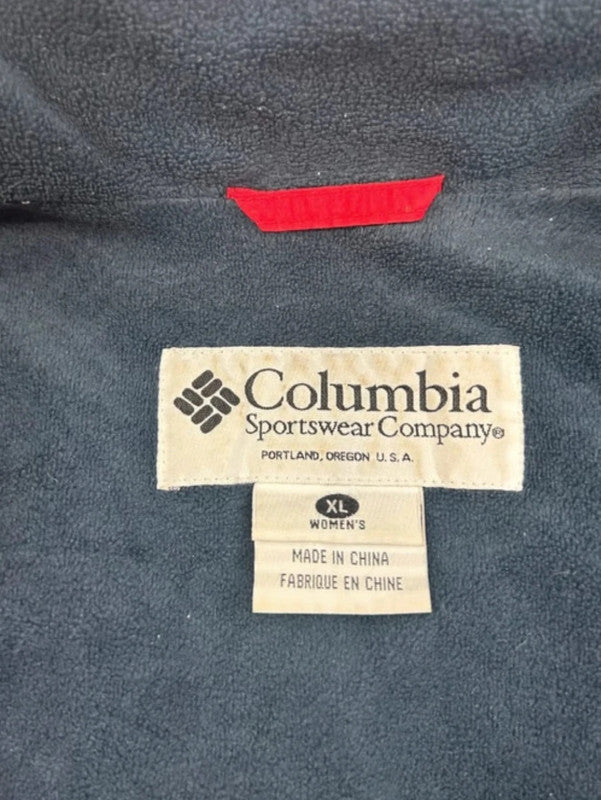 Columbia
Sportswear Company®
PORTLAND, OREGON U.S.A.
XL
WOMEN'S
MADE IN CHINA
FABRIQUE EN CHINE